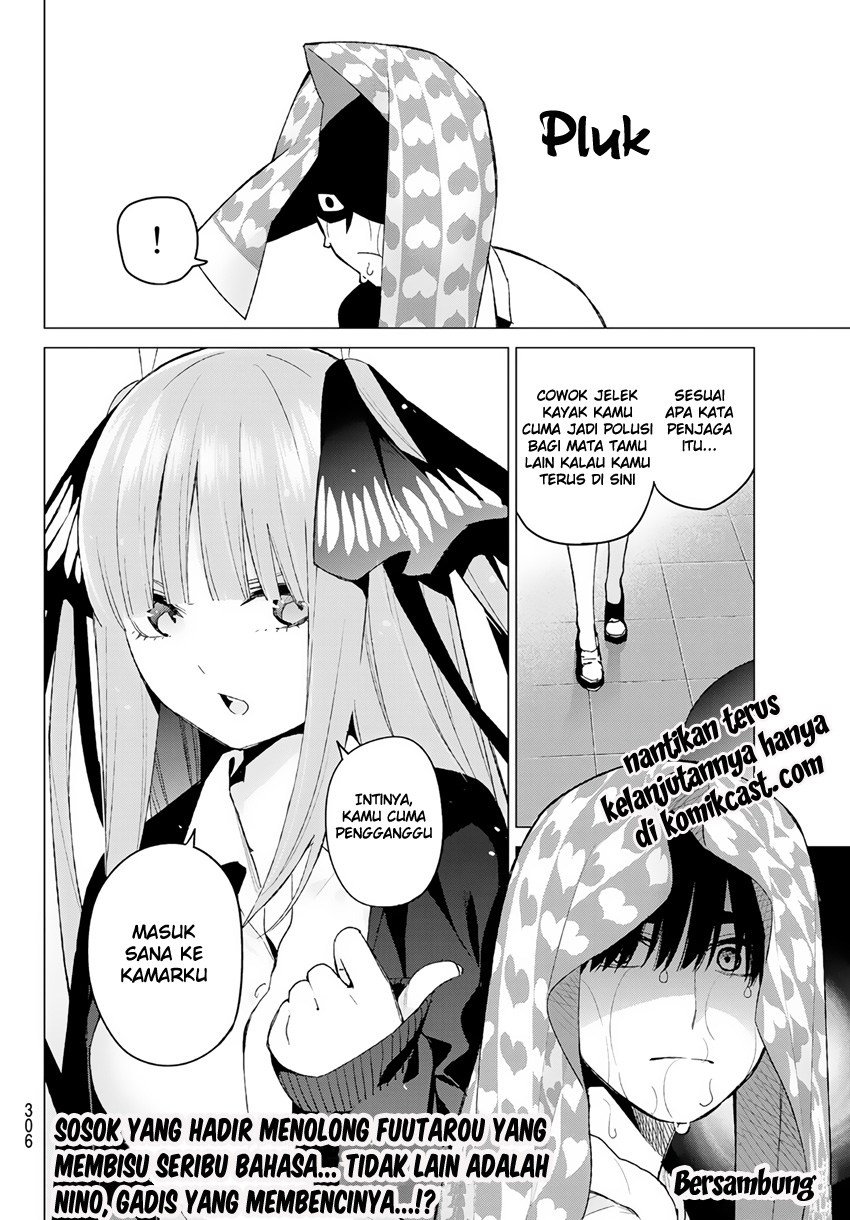 Pluk
!
SESUAI
APA KATA
PENJAGA
ITU...
COWOK JELEK
KAYAK KAMU
CUMA JADI POLUSI
BAGI MATA TAMU
LAIN KALAU KAMU
TERUS DI SINI
INTINYA,
KAMU CUMA
PENGGANGGU
MASUK
SANA KE
KAMARKU
nantikan terus
kelanjutannya hanya
di komikcast.com
SOSOK YANG HADIR MENOLONG FUUTAROU YANG
MEMBISU SERIBU BAHASA... TIDAK LAIN ADALAH
NINO, GADIS YANG MEMBENCINYA...!?
Bersambung
306